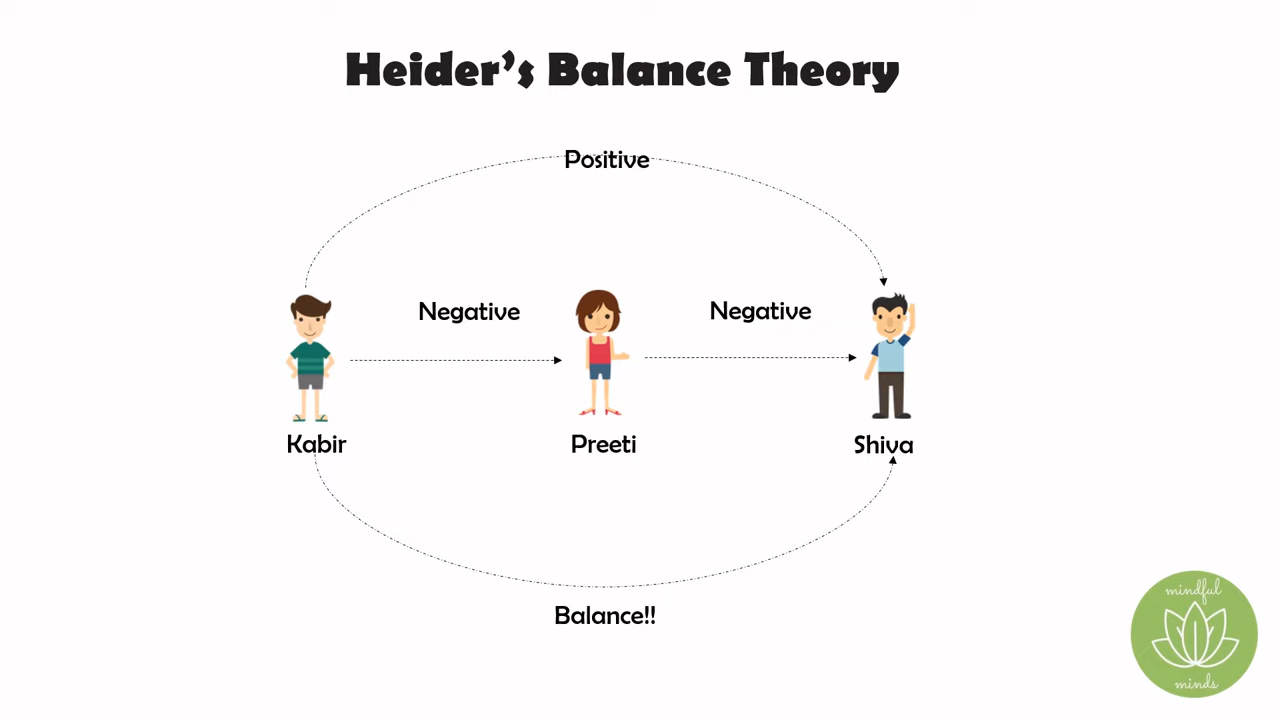 Heider's Balance Theory
Positive
Negative
Negative
Kabir
Preeti
Shiva
Balance!!
mindful
minds